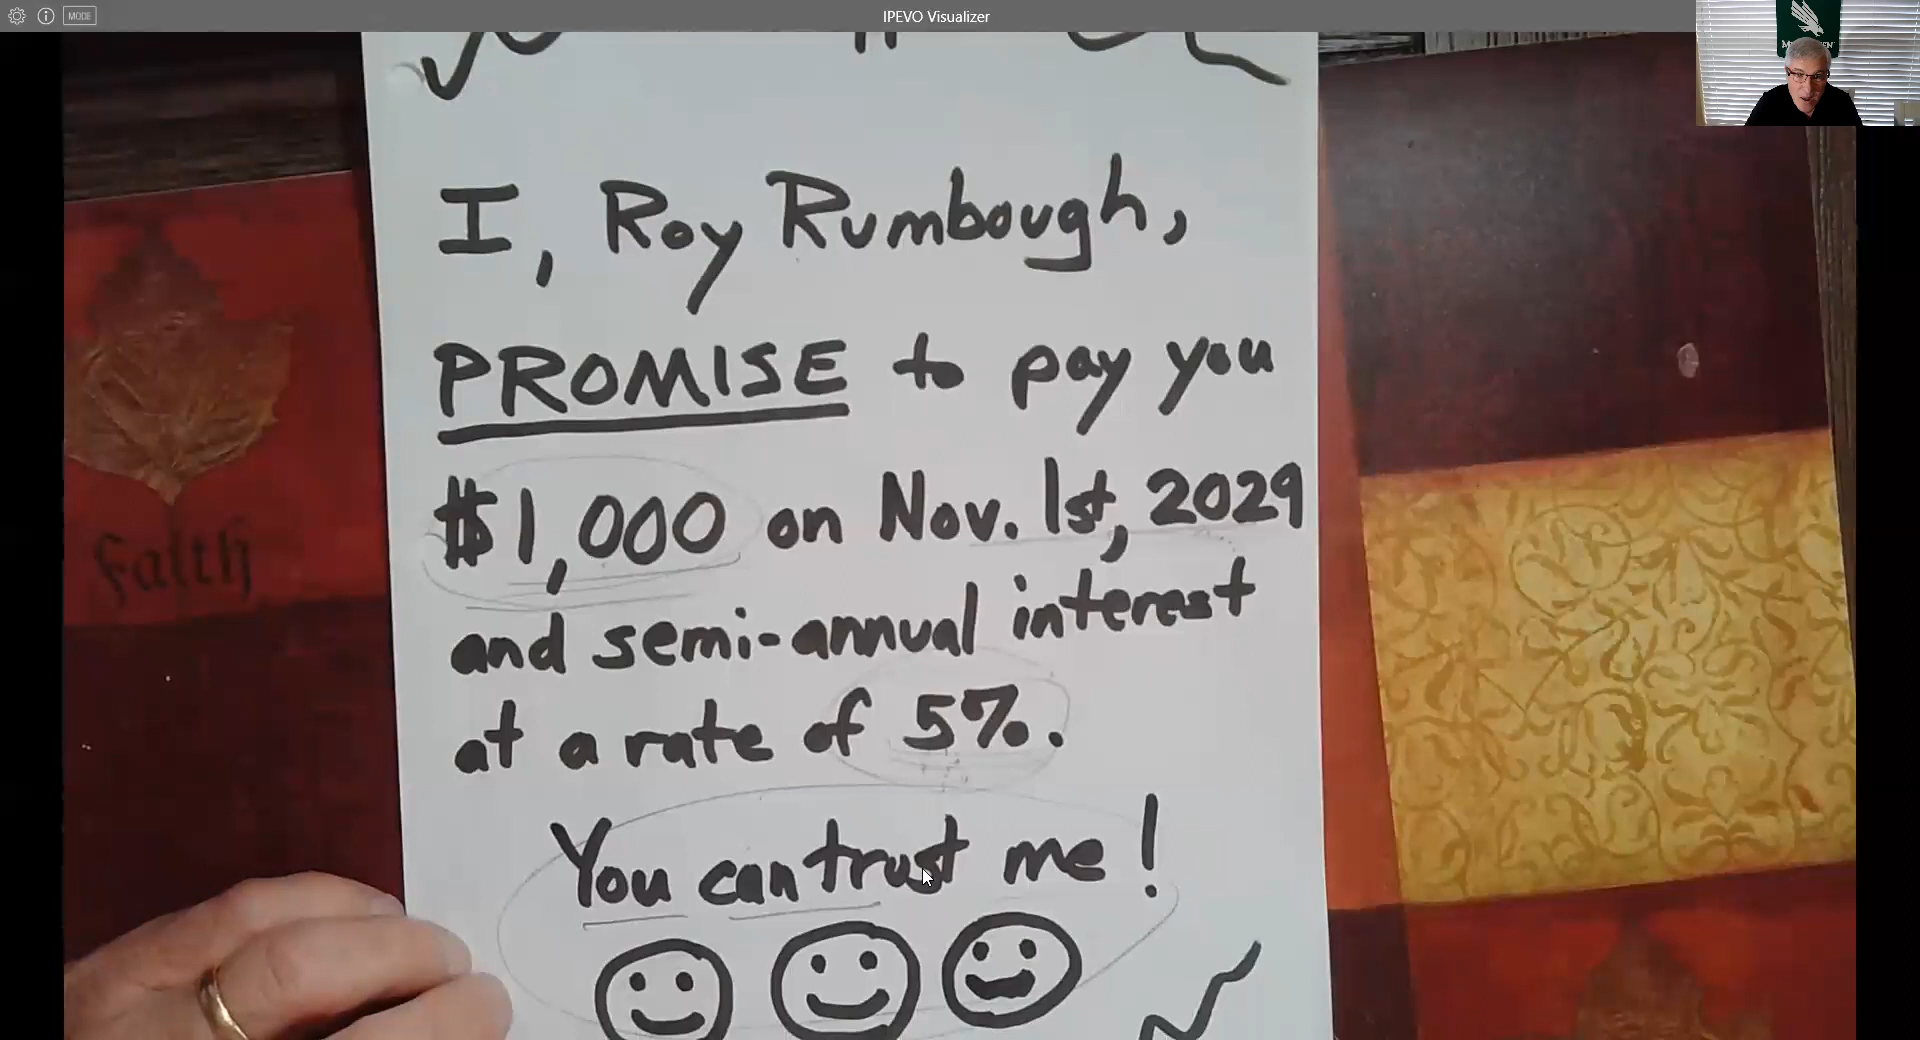 MODE
IPEVO Visualizer
I, Roy Rumbough,
PROMISE to pay you
$1,000 on Nov. 1st, 2029
and semi-annual interest
at a rate of 5%.
You can trust me!
Faith